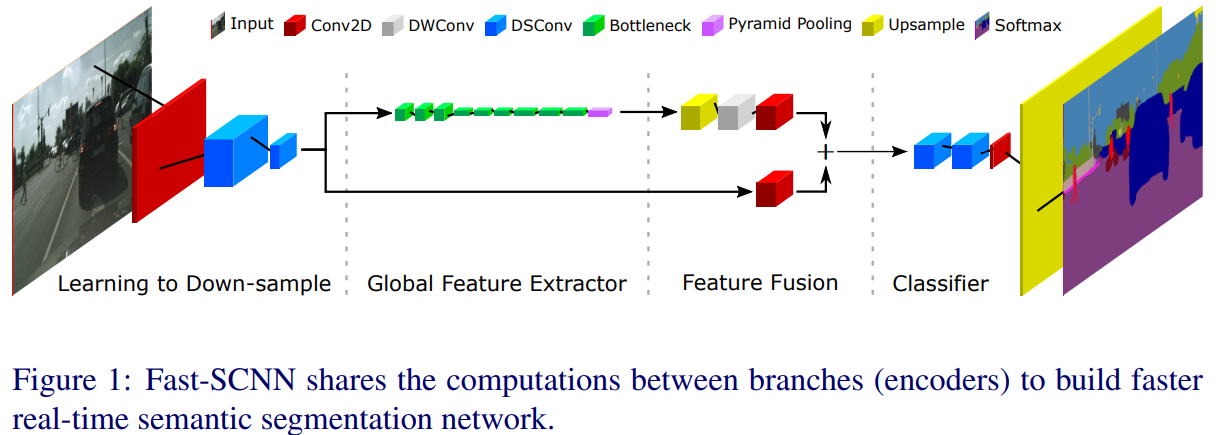 Input Conv2D DWConv DSConv Bottleneck Pyramid Pooling Upsample Softmax
+
Learning to Down-sample Global Feature Extractor Feature Fusion Classifier
Figure 1: Fast-SCNN shares the computations between branches (encoders) to build faster
real-time semantic segmentation network.